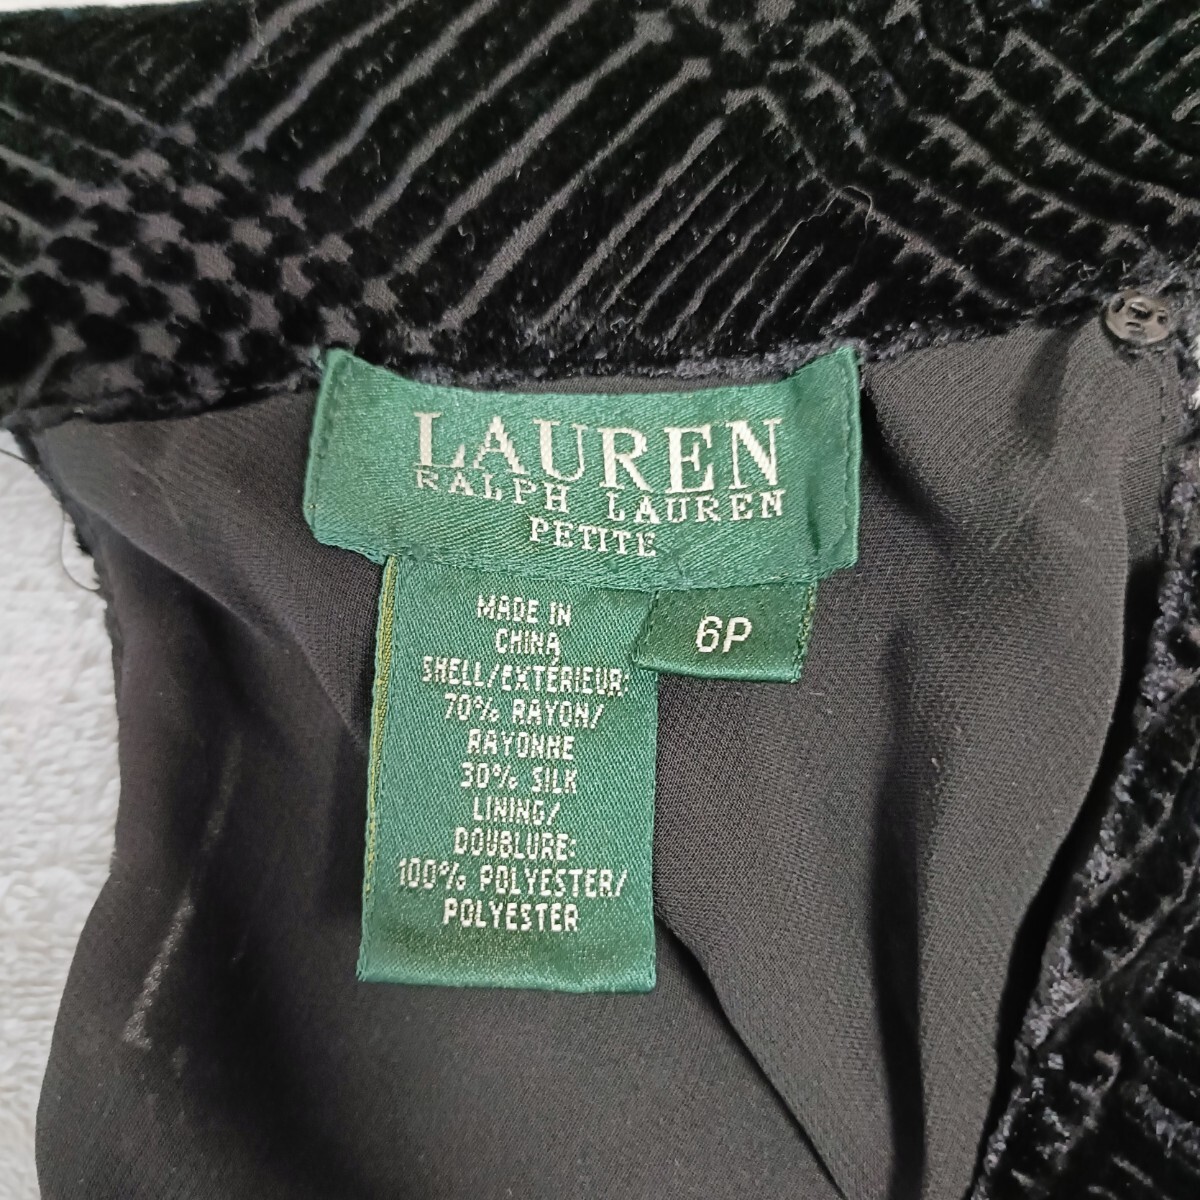 LAUREN
RALPH LAUREN
PETITE
6P
MADE IN
CHINA
SHELL/EXTÉRIEUR:
70% RAYON/
RAYONNE
30% SILK
LINING/
DOUBLURE:
100% POLYESTER/
POLYESTER